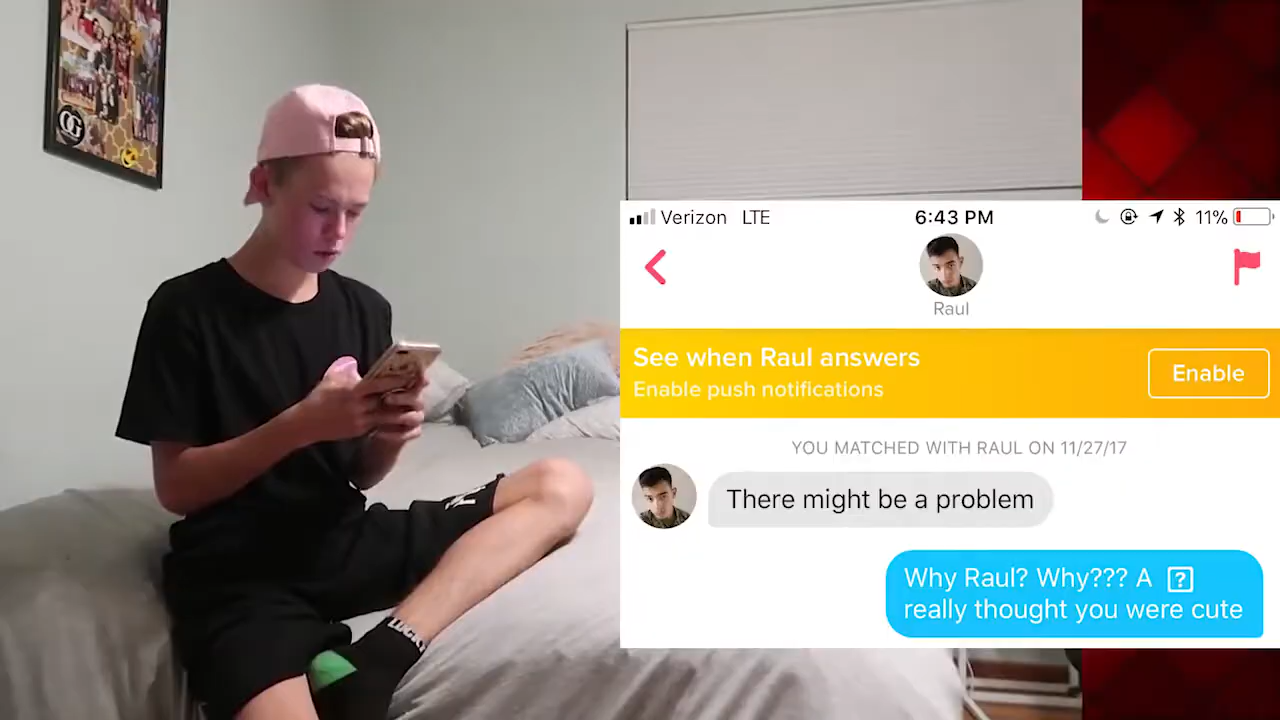 OG
Verizon LTE 6:43 PM 11%
Raul
See when Raul answers
Enable push notifications
Enable
YOU MATCHED WITH RAUL ON 11/27/17
There might be a problem
Why Raul? Why??? A ?
really thought you were cute